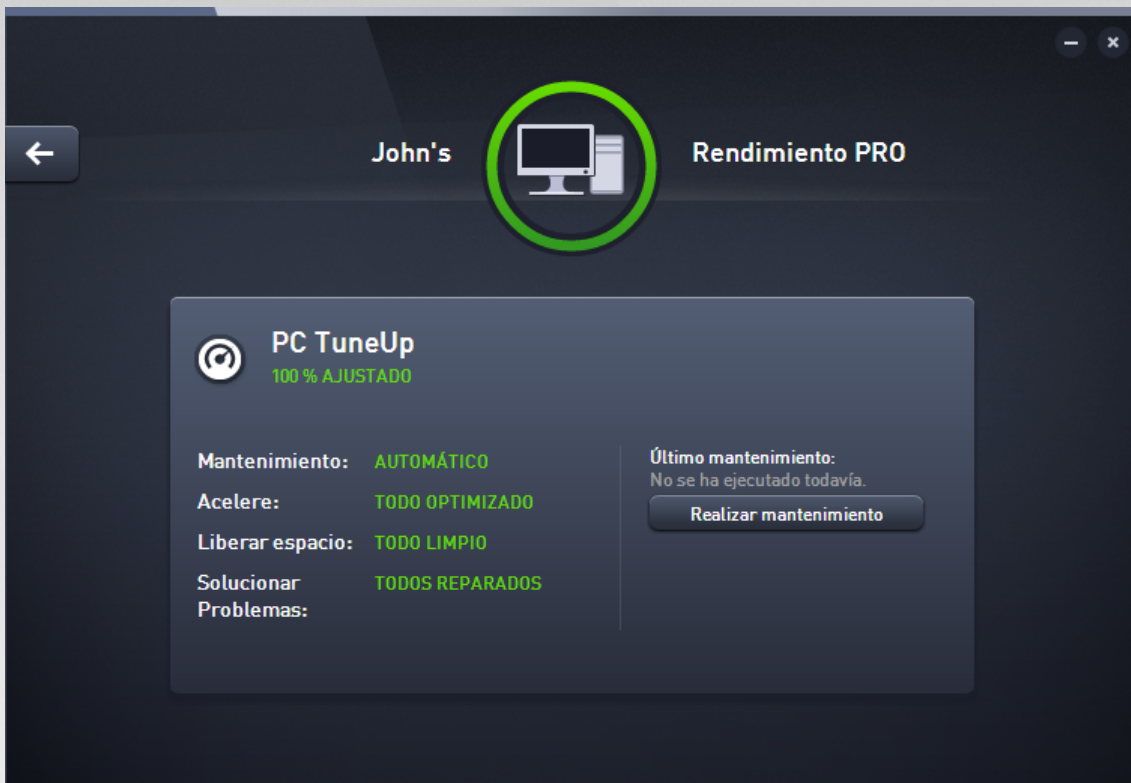 John's
Rendimiento PRO
PC TuneUp
100 % AJUSTADO
Mantenimiento: AUTOMÁTICO
Acelere: TODO OPTIMIZADO
Liberar espacio: TODO LIMPIO
Solucionar TODOS REPARADOS
Problemas:
Último mantenimiento:
No se ha ejecutado todavía.
Realizar mantenimiento